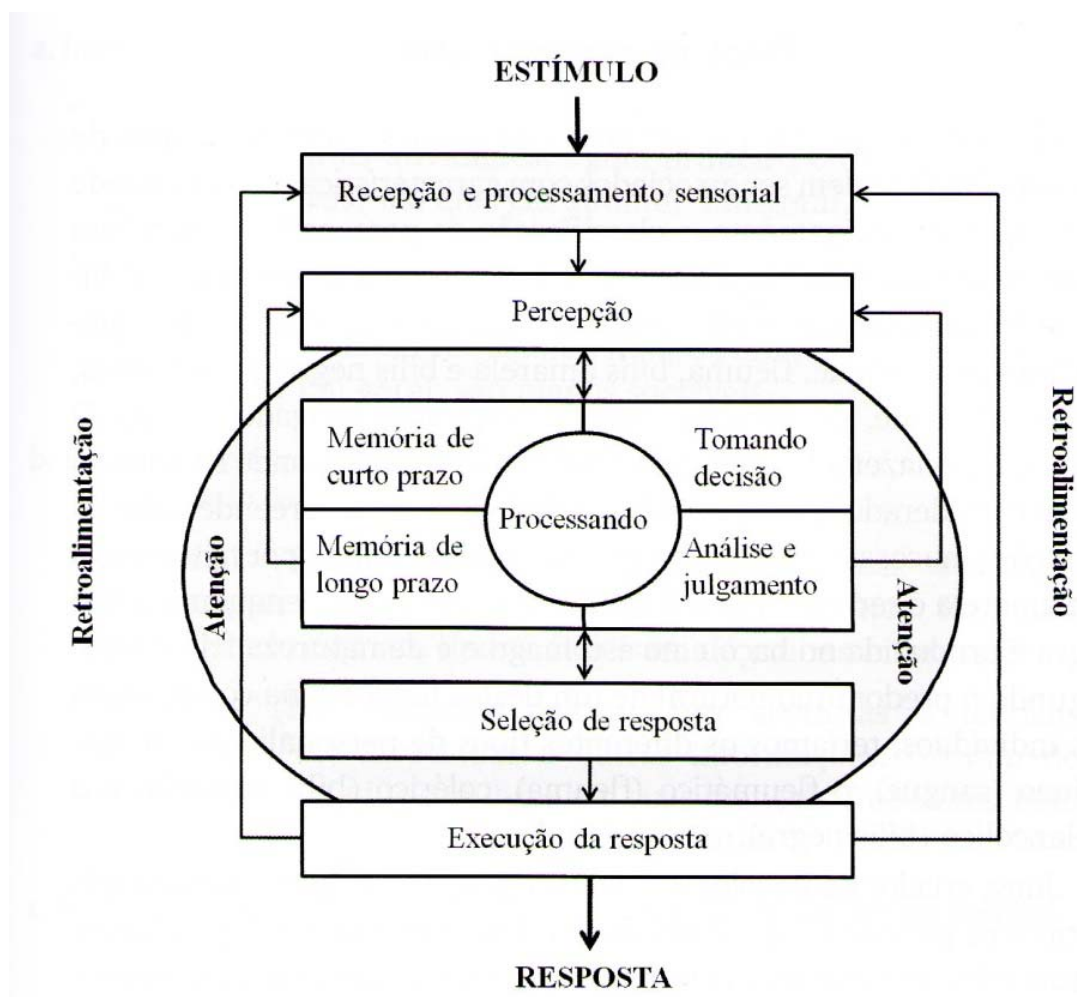 ESTÍMULO
Recepção e processamento sensorial
Percepção
Memória de
curto prazo
Tomando
decisão
Processando
Memória de
longo prazo
Análise e
julgamento
Retroalimentação
Atenção
Atenção
Retroalimentação
Seleção de resposta
Execução da resposta
RESPOSTA